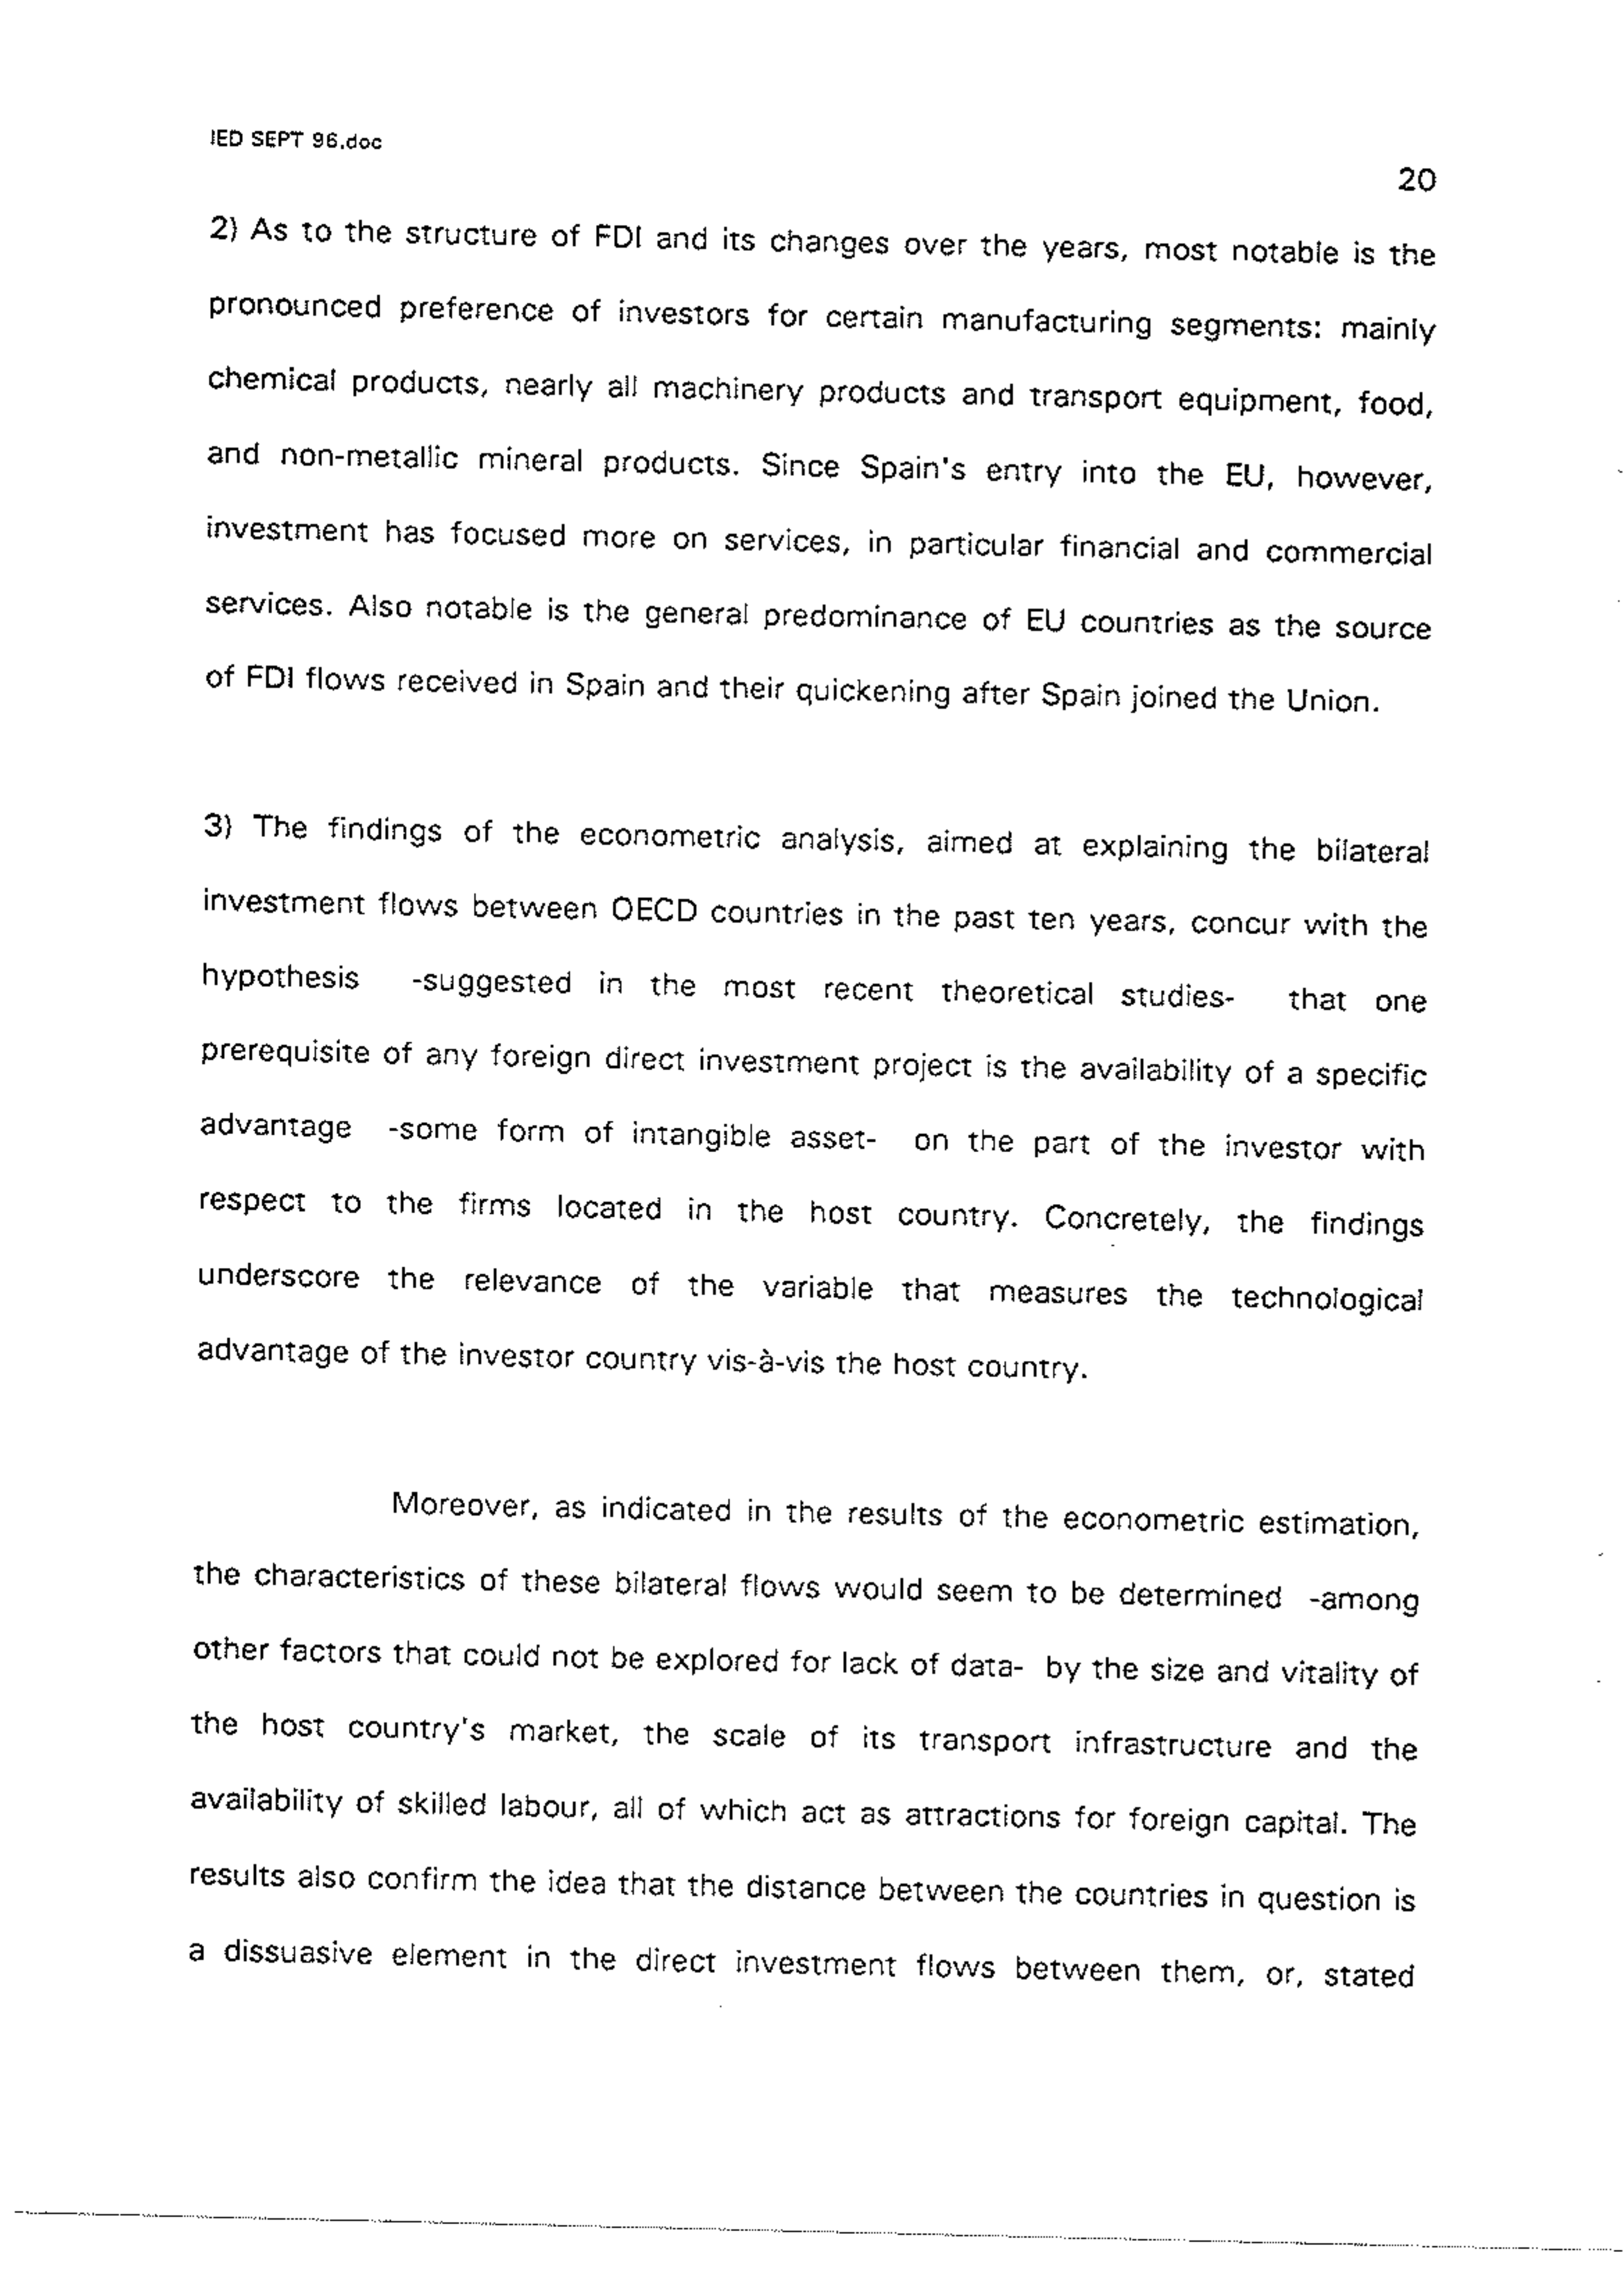 IED SEPT 96.doc
20
2) As to the structure of FDI and its changes over the years, most notable is the
pronounced preference of investors for certain manufacturing segments: mainly
chemical products, nearly all machinery products and transport equipment, food,
and non-metallic mineral products. Since Spain's entry into the EU, however,
investment has focused more on services, in particular financial and commercial
services. Also notable is the general predominance of EU countries as the source
of FDI flows received in Spain and their quickening after Spain joined the Union.
3) The findings of the econometric analysis, aimed at explaining the bilateral
investment flows between OECD countries in the past ten years, concur with the
hypothesis -suggested in the most recent theoretical studies- that one
prerequisite of any foreign direct investment project is the availability of a specific
advantage -some form of intangible asset- on the part of the investor with
respect to the firms located in the host country. Concretely, the findings
underscore the relevance of the variable that measures the technological
advantage of the investor country vis-à-vis the host country.
Moreover, as indicated in the results of the econometric estimation,
the characteristics of these bilateral flows would seem to be determined -among
other factors that could not be explored for lack of data- by the size and vitality of
the host country's market, the scale of its transport infrastructure and the
availability of skilled labour, all of which act as attractions for foreign capital. The
results also confirm the idea that the distance between the countries in question is
a dissuasive element in the direct investment flows between them, or, stated